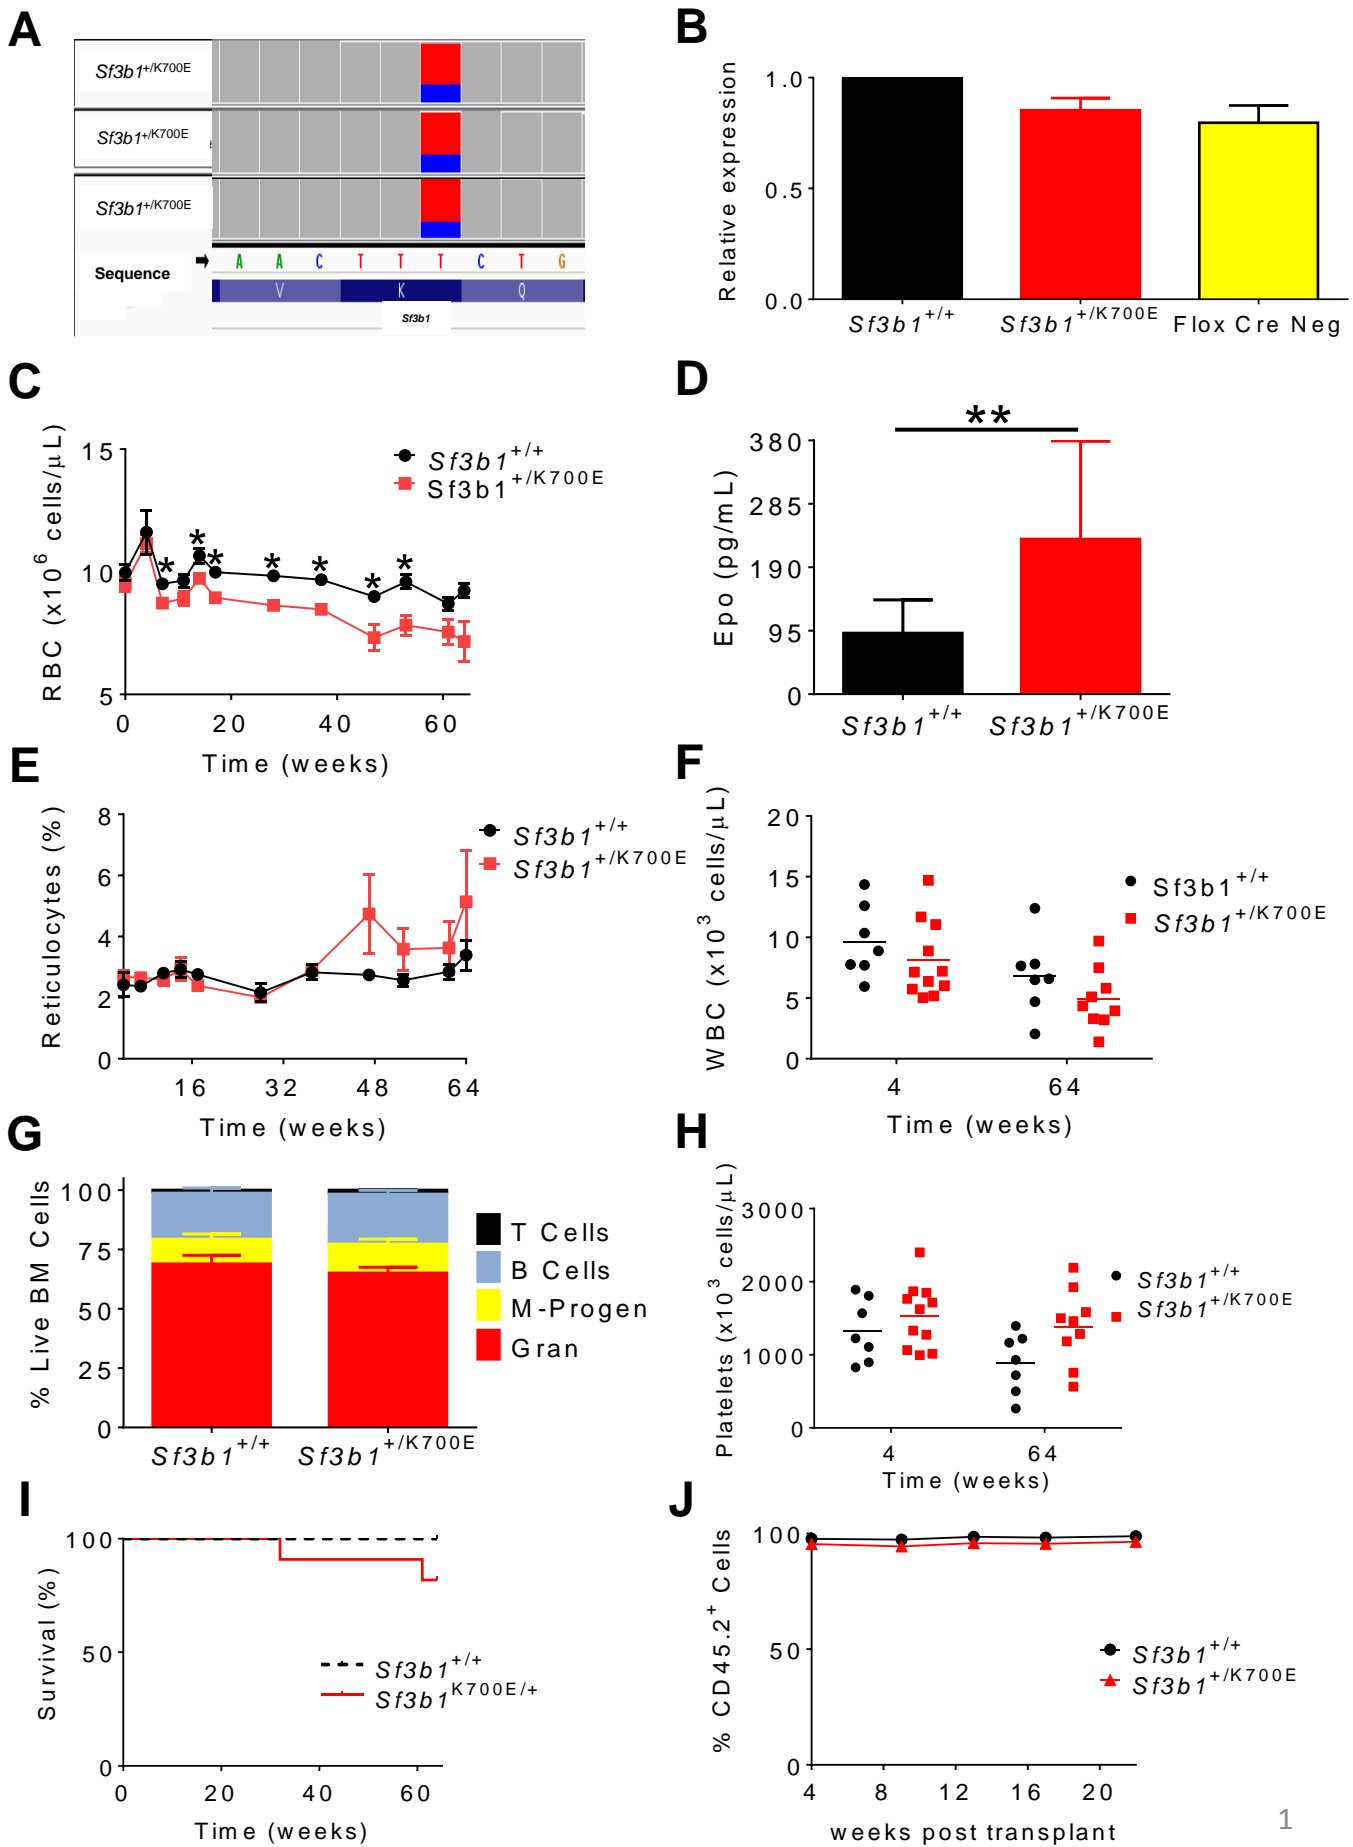 A
Sf3b1+/K700E
Sf3b1+/K700E
Sf3b1+/K700E
Sequence
A A C T T T C T G
V K Q
Sf3b1
B
Relative expression
1.0
0.5
0.0
Sf3b1+/+ Sf3b1+/K700E Flox Cre Neg
C
RBC (x10^6 cells/μL)
15
10
5
* * * * * * *
Sf3b1+/+
Sf3b1+/K700E
0 20 40 60
Time (weeks)
D
**
Epo (pg/mL)
380
285
190
95
0
Sf3b1+/+ Sf3b1+/K700E
E
Reticulocytes (%)
8
6
4
2
0
Sf3b1+/+
Sf3b1+/K700E
16 32 48 64
Time (weeks)
F
WBC (x10^3 cells/μL)
20
15
10
5
0
Sf3b1+/+
Sf3b1+/K700E
4 64
Time (weeks)
G
% Live BM Cells
100
75
50
25
0
T Cells
B Cells
M-Progen
Gran
Sf3b1+/+ Sf3b1+/K700E
H
Platelets (x10^3 cells/μL)
3000
2000
1000
0
Sf3b1+/+
Sf3b1+/K700E
4 64
Time (weeks)
I
Survival (%)
100
50
0
Sf3b1+/+
Sf3b1K700E/+
0 20 40 60
Time (weeks)
J
% CD45.2+ Cells
100
50
0
Sf3b1+/+
Sf3b1+/K700E
4 8 12 16 20
weeks post transplant
1